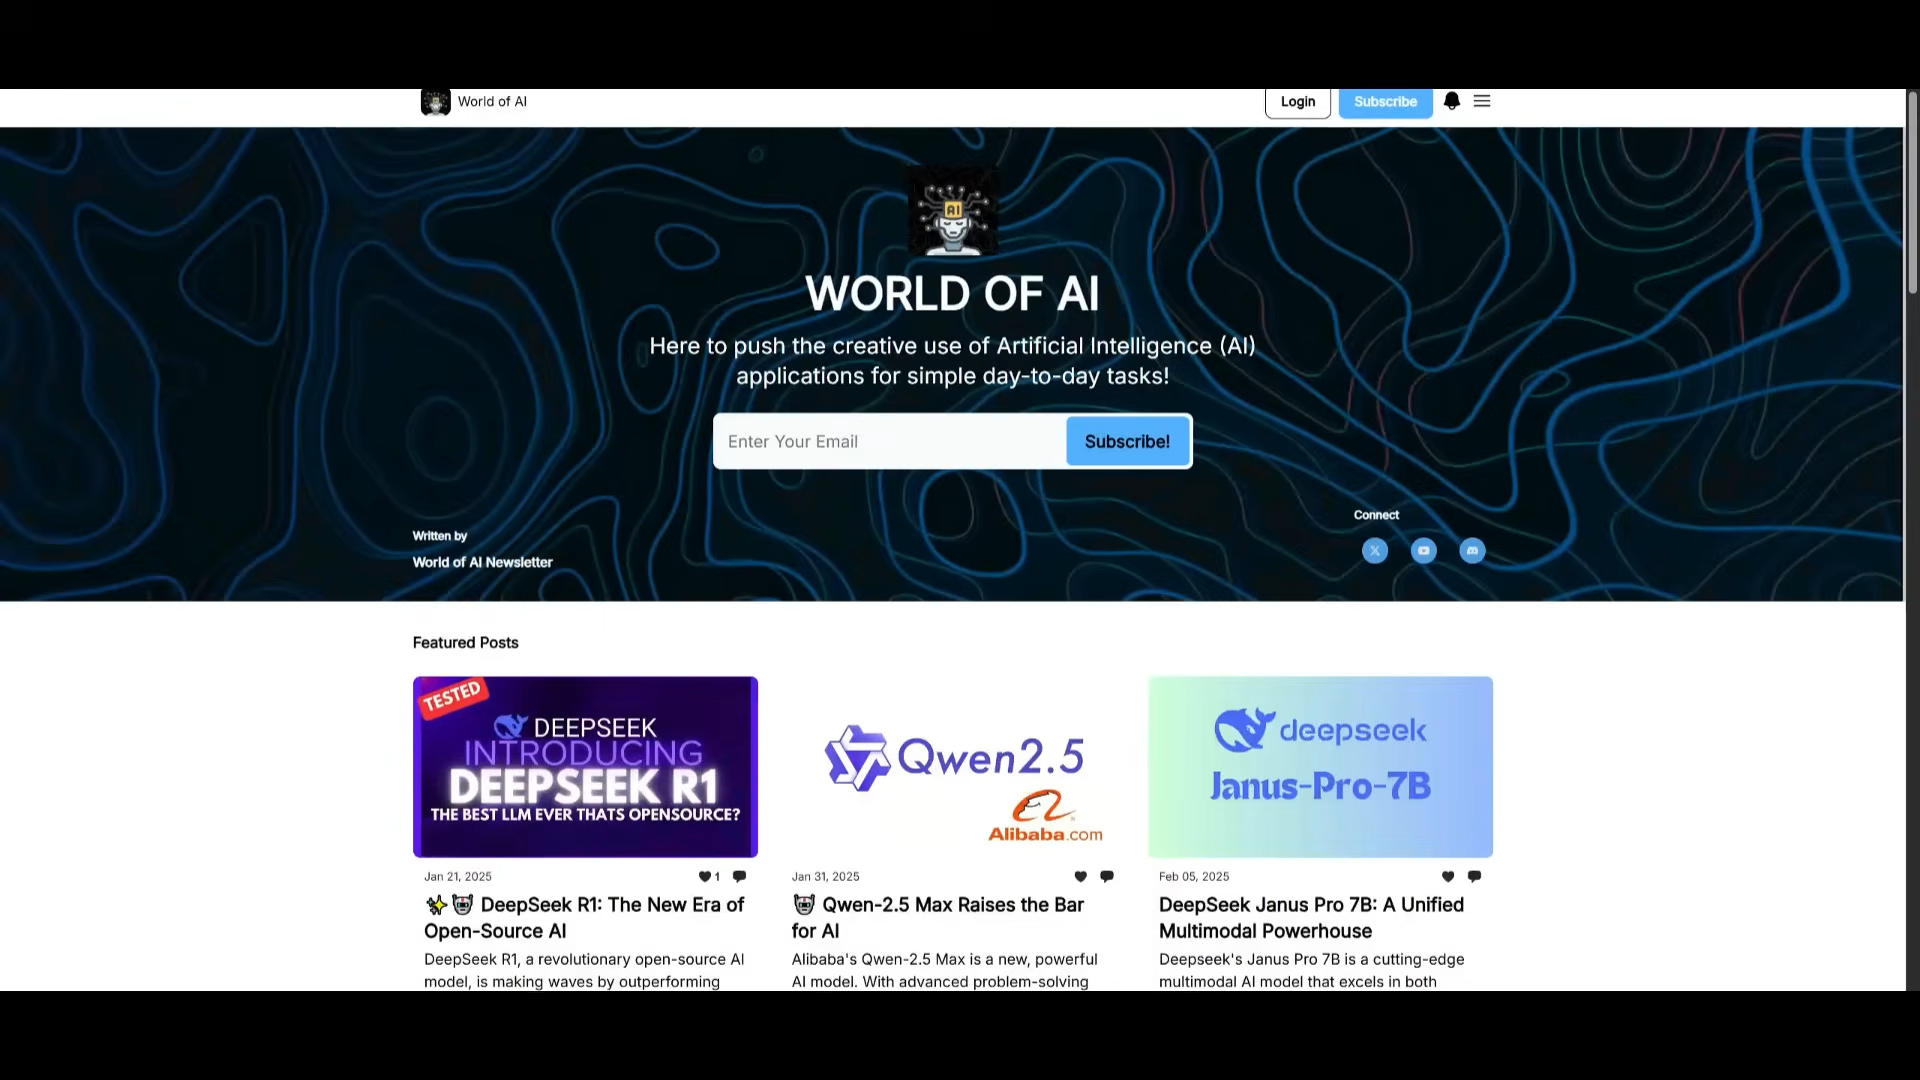 World of AI
Login
Subscribe
AI
WORLD OF AI
Here to push the creative use of Artificial Intelligence (AI)
applications for simple day-to-day tasks!
Enter Your Email
Subscribe!
Connect
Written by
World of AI Newsletter
Featured Posts
TESTED
DEEPSEEK
INTRODUCING
DEEPSEEK R1
THE BEST LLM EVER THATS OPENSOURCE?
Jan 21, 2025
1
DeepSeek R1: The New Era of
Open-Source AI
DeepSeek R1, a revolutionary open-source AI
model, is making waves by outperforming
Qwen2.5
Alibaba.com
Jan 31, 2025
Qwen-2.5 Max Raises the Bar
for AI
Alibaba's Qwen-2.5 Max is a new, powerful
AI model. With advanced problem-solving
deepseek
Janus-Pro-7B
Feb 05, 2025
DeepSeek Janus Pro 7B: A Unified
Multimodal Powerhouse
Deepseek's Janus Pro 7B is a cutting-edge
multimodal AI model that excels in both